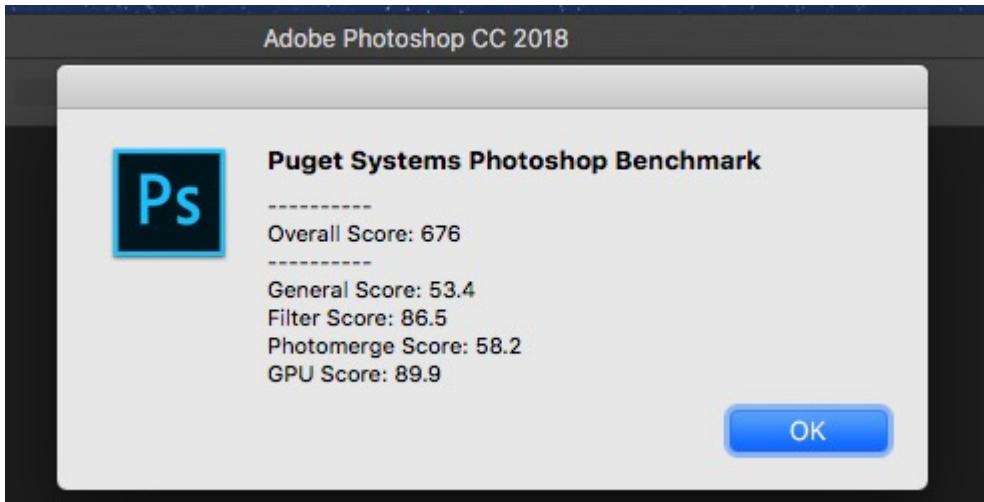 Adobe Photoshop CC 2018
Ps
Puget Systems Photoshop Benchmark
----------
Overall Score: 676
----------
General Score: 53.4
Filter Score: 86.5
Photomerge Score: 58.2
GPU Score: 89.9
OK